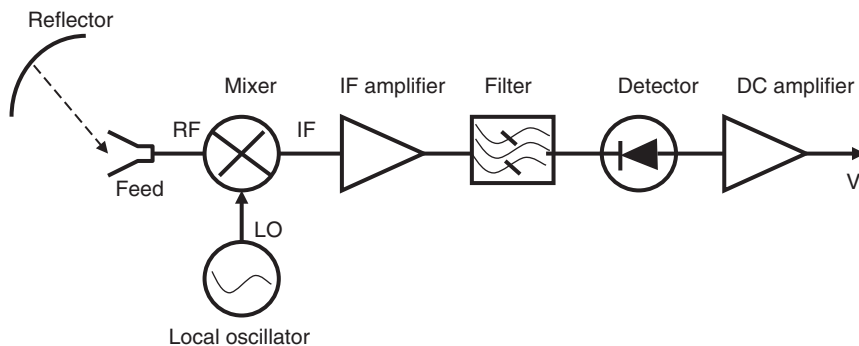 Reflector
Mixer
IF amplifier
Filter
Detector
DC amplifier
RF
IF
Feed
V
LO
Local oscillator